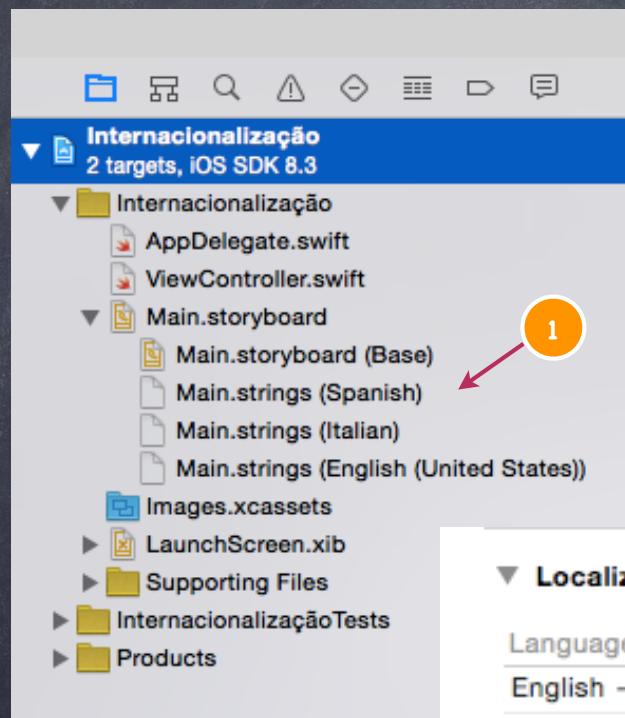 Internacionalização
2 targets, iOS SDK 8.3
Internacionalização
AppDelegate.swift
ViewController.swift
Main.storyboard
1
Main.storyboard (Base)
Main.strings (Spanish)
Main.strings (Italian)
Main.strings (English (United States))
Images.xcassets
LaunchScreen.xib
Supporting Files
InternacionalizaçãoTests
Products
Languag
English